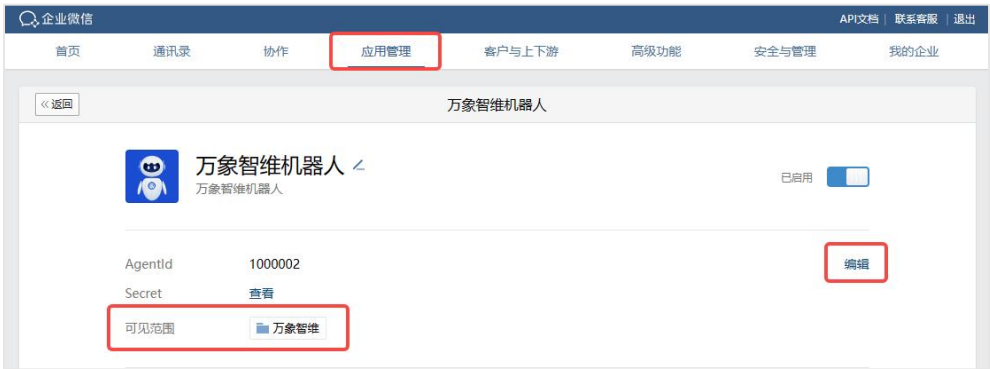 企业微信 API文档 | 联系客服 | 退出
首页 通讯录 协作 应用管理 客户与上下游 高级功能 安全与管理 我的企业
«返回 万象智维机器人
万象智维机器人
万象智维机器人 已启用
AgentId 1000002 编辑
Secret 查看
可见范围 万象智维